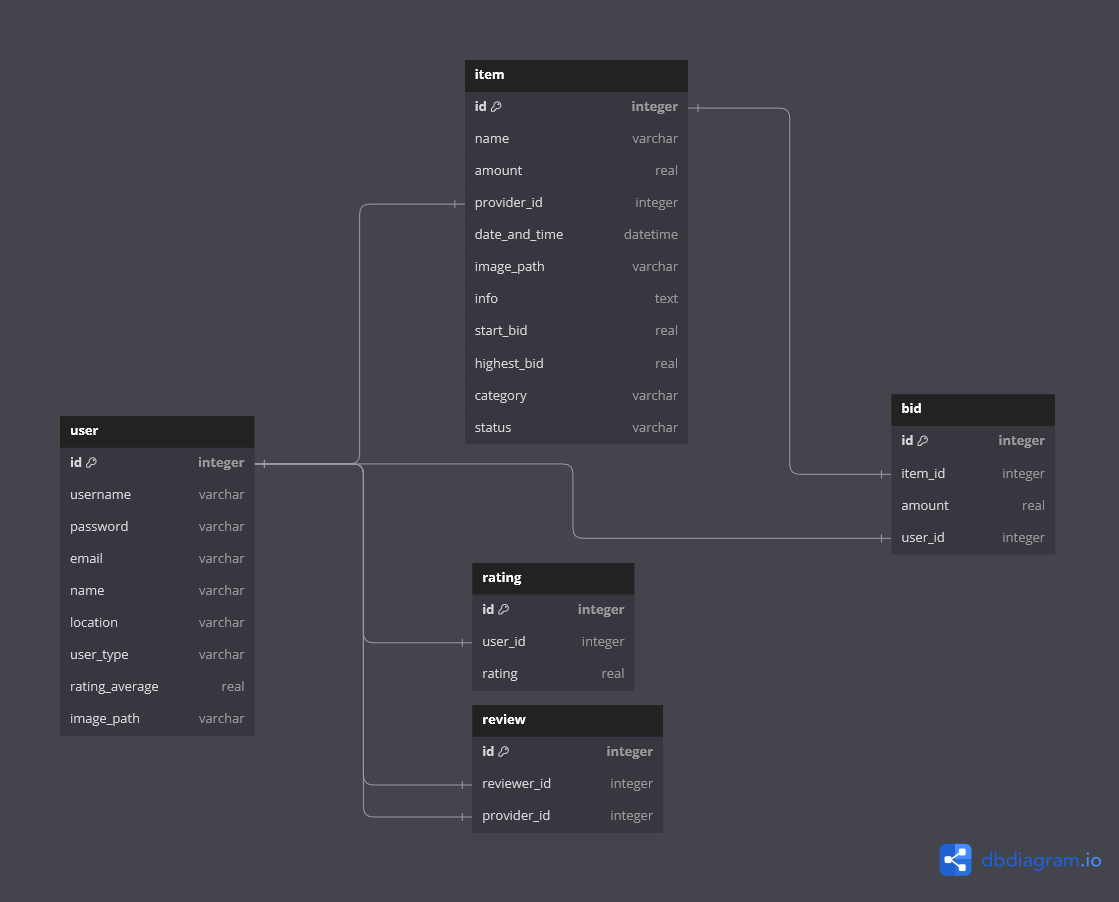 item
id integer
name varchar
amount real
provider_id integer
date_and_time datetime
image_path varchar
info text
start_bid real
highest_bid real
category varchar
status varchar
bid
id integer
item_id integer
amount real
user_id integer
user
id integer
username varchar
password varchar
email varchar
name varchar
location varchar
user_type varchar
rating_average real
image_path varchar
rating
id integer
user_id integer
rating real
review
id integer
reviewer_id integer
provider_id integer
dbdiagram.io